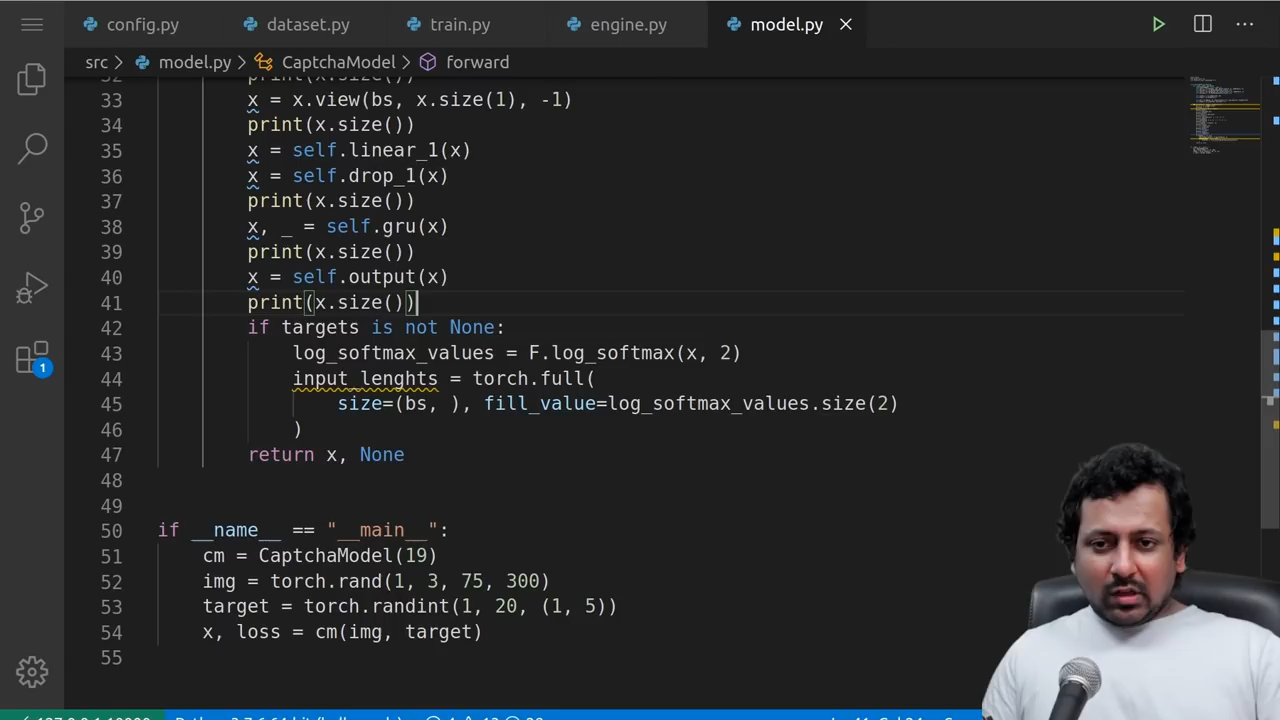 config.py dataset.py train.py engine.py model.py
src model.py CaptchaModel Forward
32 print(x.size())
33 x = x.view(bs, x.size(1), -1)
34 print(x.size())
35 x = self.linear_1(x)
36 x = self.drop_1(x)
37 print(x.size())
38 x, _ = self.gru(x)
39 print(x.size())
40 x = self.output(x)
41 print(x.size())
42 if targets is not None:
43 log_softmax_values = F.log_softmax(x, 2)
44 input_lenghts = torch.full(
45 size=(bs, ), fill_value=log_softmax_values.size(2)
46 )
47 return x, None
48
49
50 if __name__ == "__main__":
51 cm = CaptchaModel(19)
52 img = torch.rand(1, 3, 75, 300)
53 target = torch.randint(1, 20, (1, 5))
54 x, loss = cm(img, target)
55
1